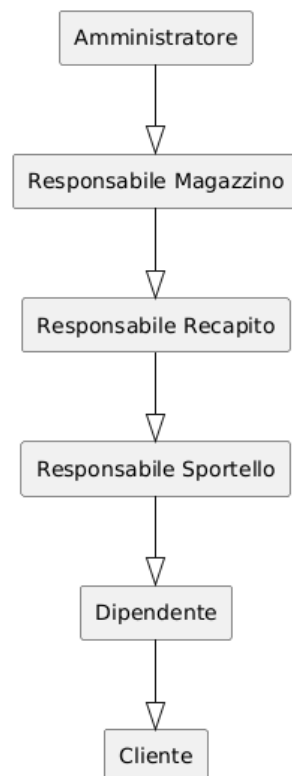 Amministratore
Responsabile Magazzino
Responsabile Recapito
Responsabile Sportello
Dipendente
Cliente